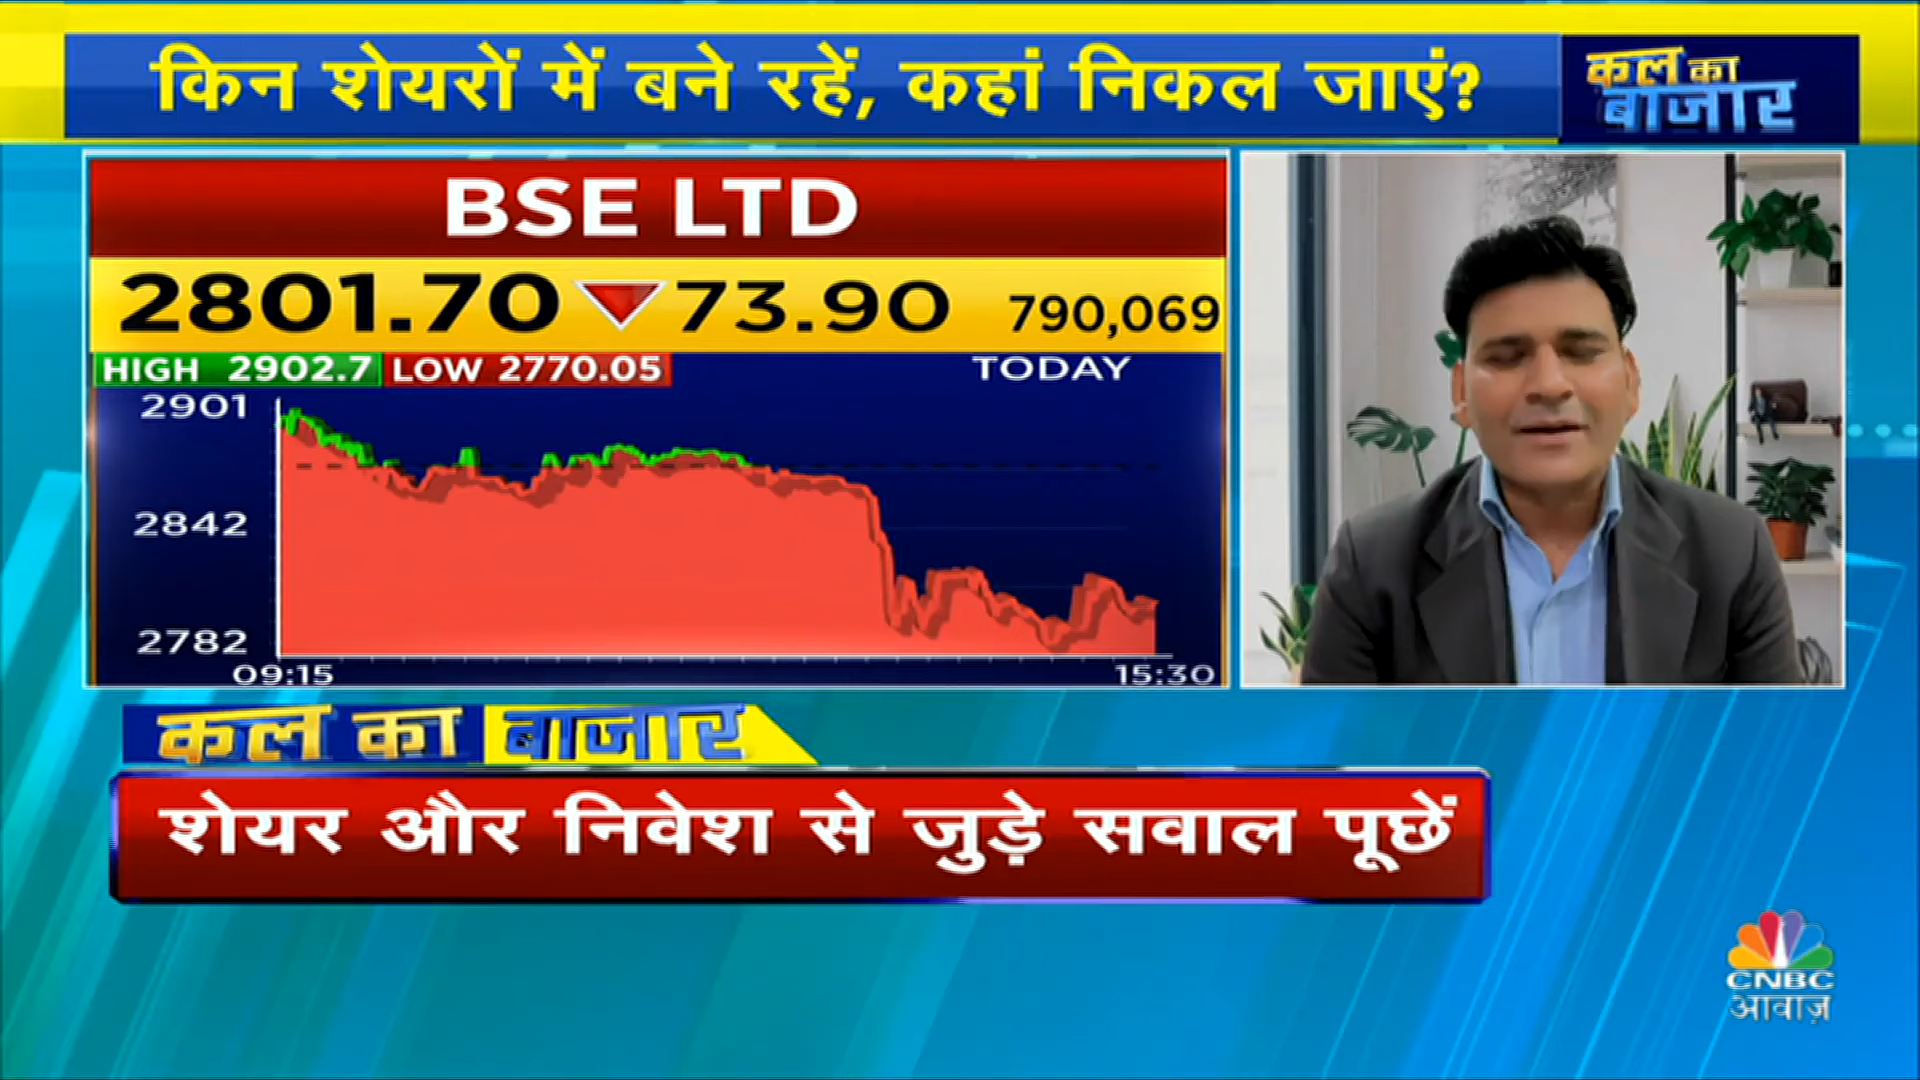 किन शेयरों में बने रहें, कहां निकल जाएं?
कल का
बाजार
BSE LTD
2801.70 73.90 790,069
HIGH 2902.7 LOW 2770.05 TODAY
2901
2842
2782
09:15 15:30
कल का बाजार
शेयर और निवेश से जुड़े सवाल पूछें
CNBC
आवाज़